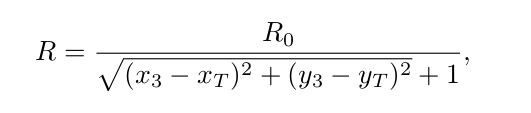 R = \frac{R_0}{\sqrt{(x_3 - x_T)^2 + (y_3 - y_T)^2} + 1},